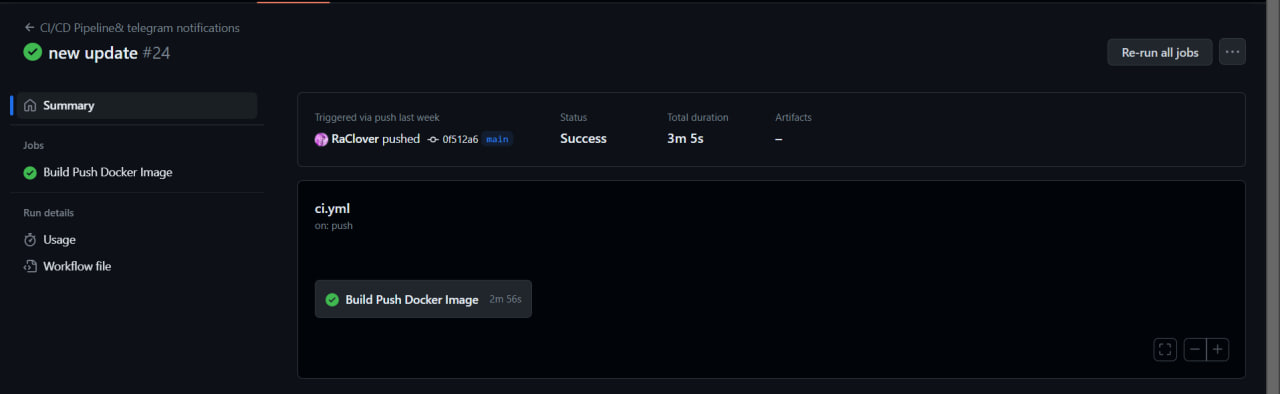 ← CI/CD Pipeline& telegram notifications
new update #24
Re-run all jobs
...
Summary
Jobs
Build Push Docker Image
Run details
Usage
Workflow file
Triggered via push last week
RaClover pushed 0f512a6 main
Status
Success
Total duration
3m 5s
Artifacts
–
ci.yml
on: push
Build Push Docker Image 2m 56s